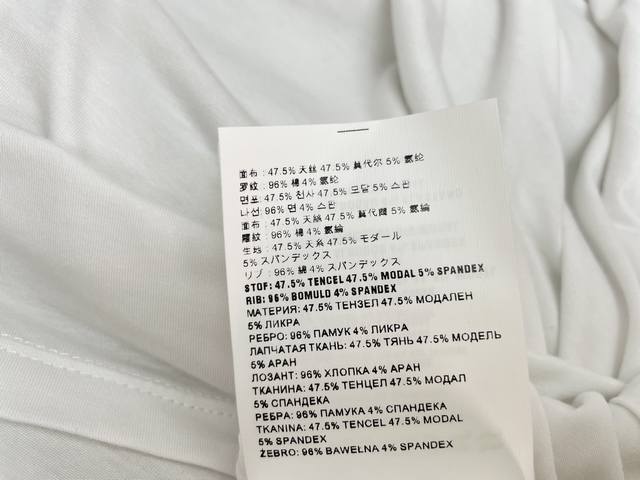 面布 : 47.5% 天丝 47.5% 莫代尔 5% 氨纶
罗纹 : 96% 棉 4% 氨纶
면포: 47.5% 천사 47.5% 모달 5% 스판
나선: 96% 면 4% 스판
面布 : 47.5% 天絲 47.5% 莫代爾 5% 氨綸
羅紋 : 96% 棉 4% 氨綸
生地 : 47.5% 天糸 47.5% モダール
5% スパンデックス
リブ : 96% 綿 4% スパンデックス
STOF: 47.5% TENCEL 47.5% MODAL 5% SPANDEX
RIB: 96% BOMULD 4% SPANDEX
МАТЕРИЯ: 47.5% ТЕНЗЕЛ 47.5% МОДАЛЕН
5% ЛИКРА
РЕБРО: 96% ПАМУК 4% ЛИКРА
ЛАПЧАТАЯ ТКАНЬ: 47.5% ТЯНЬ 47.5% МОДЕЛЬ
5% АРАН
ЛОЗАНТ: 96% ХЛОПКА 4% АРАН
ТКАНИНА: 47.5% ТЕНЦЕЛ 47.5% МОДАЛ
5% СПАНДЕКА
РЕБРА: 96% ПАМУКА 4% СПАНДЕКА
TKANINA: 47.5% TENCEL 47.5% MODAL
5% SPANDEX
ŻEBRO: 96% BAWEŁNA 4% SPANDEX